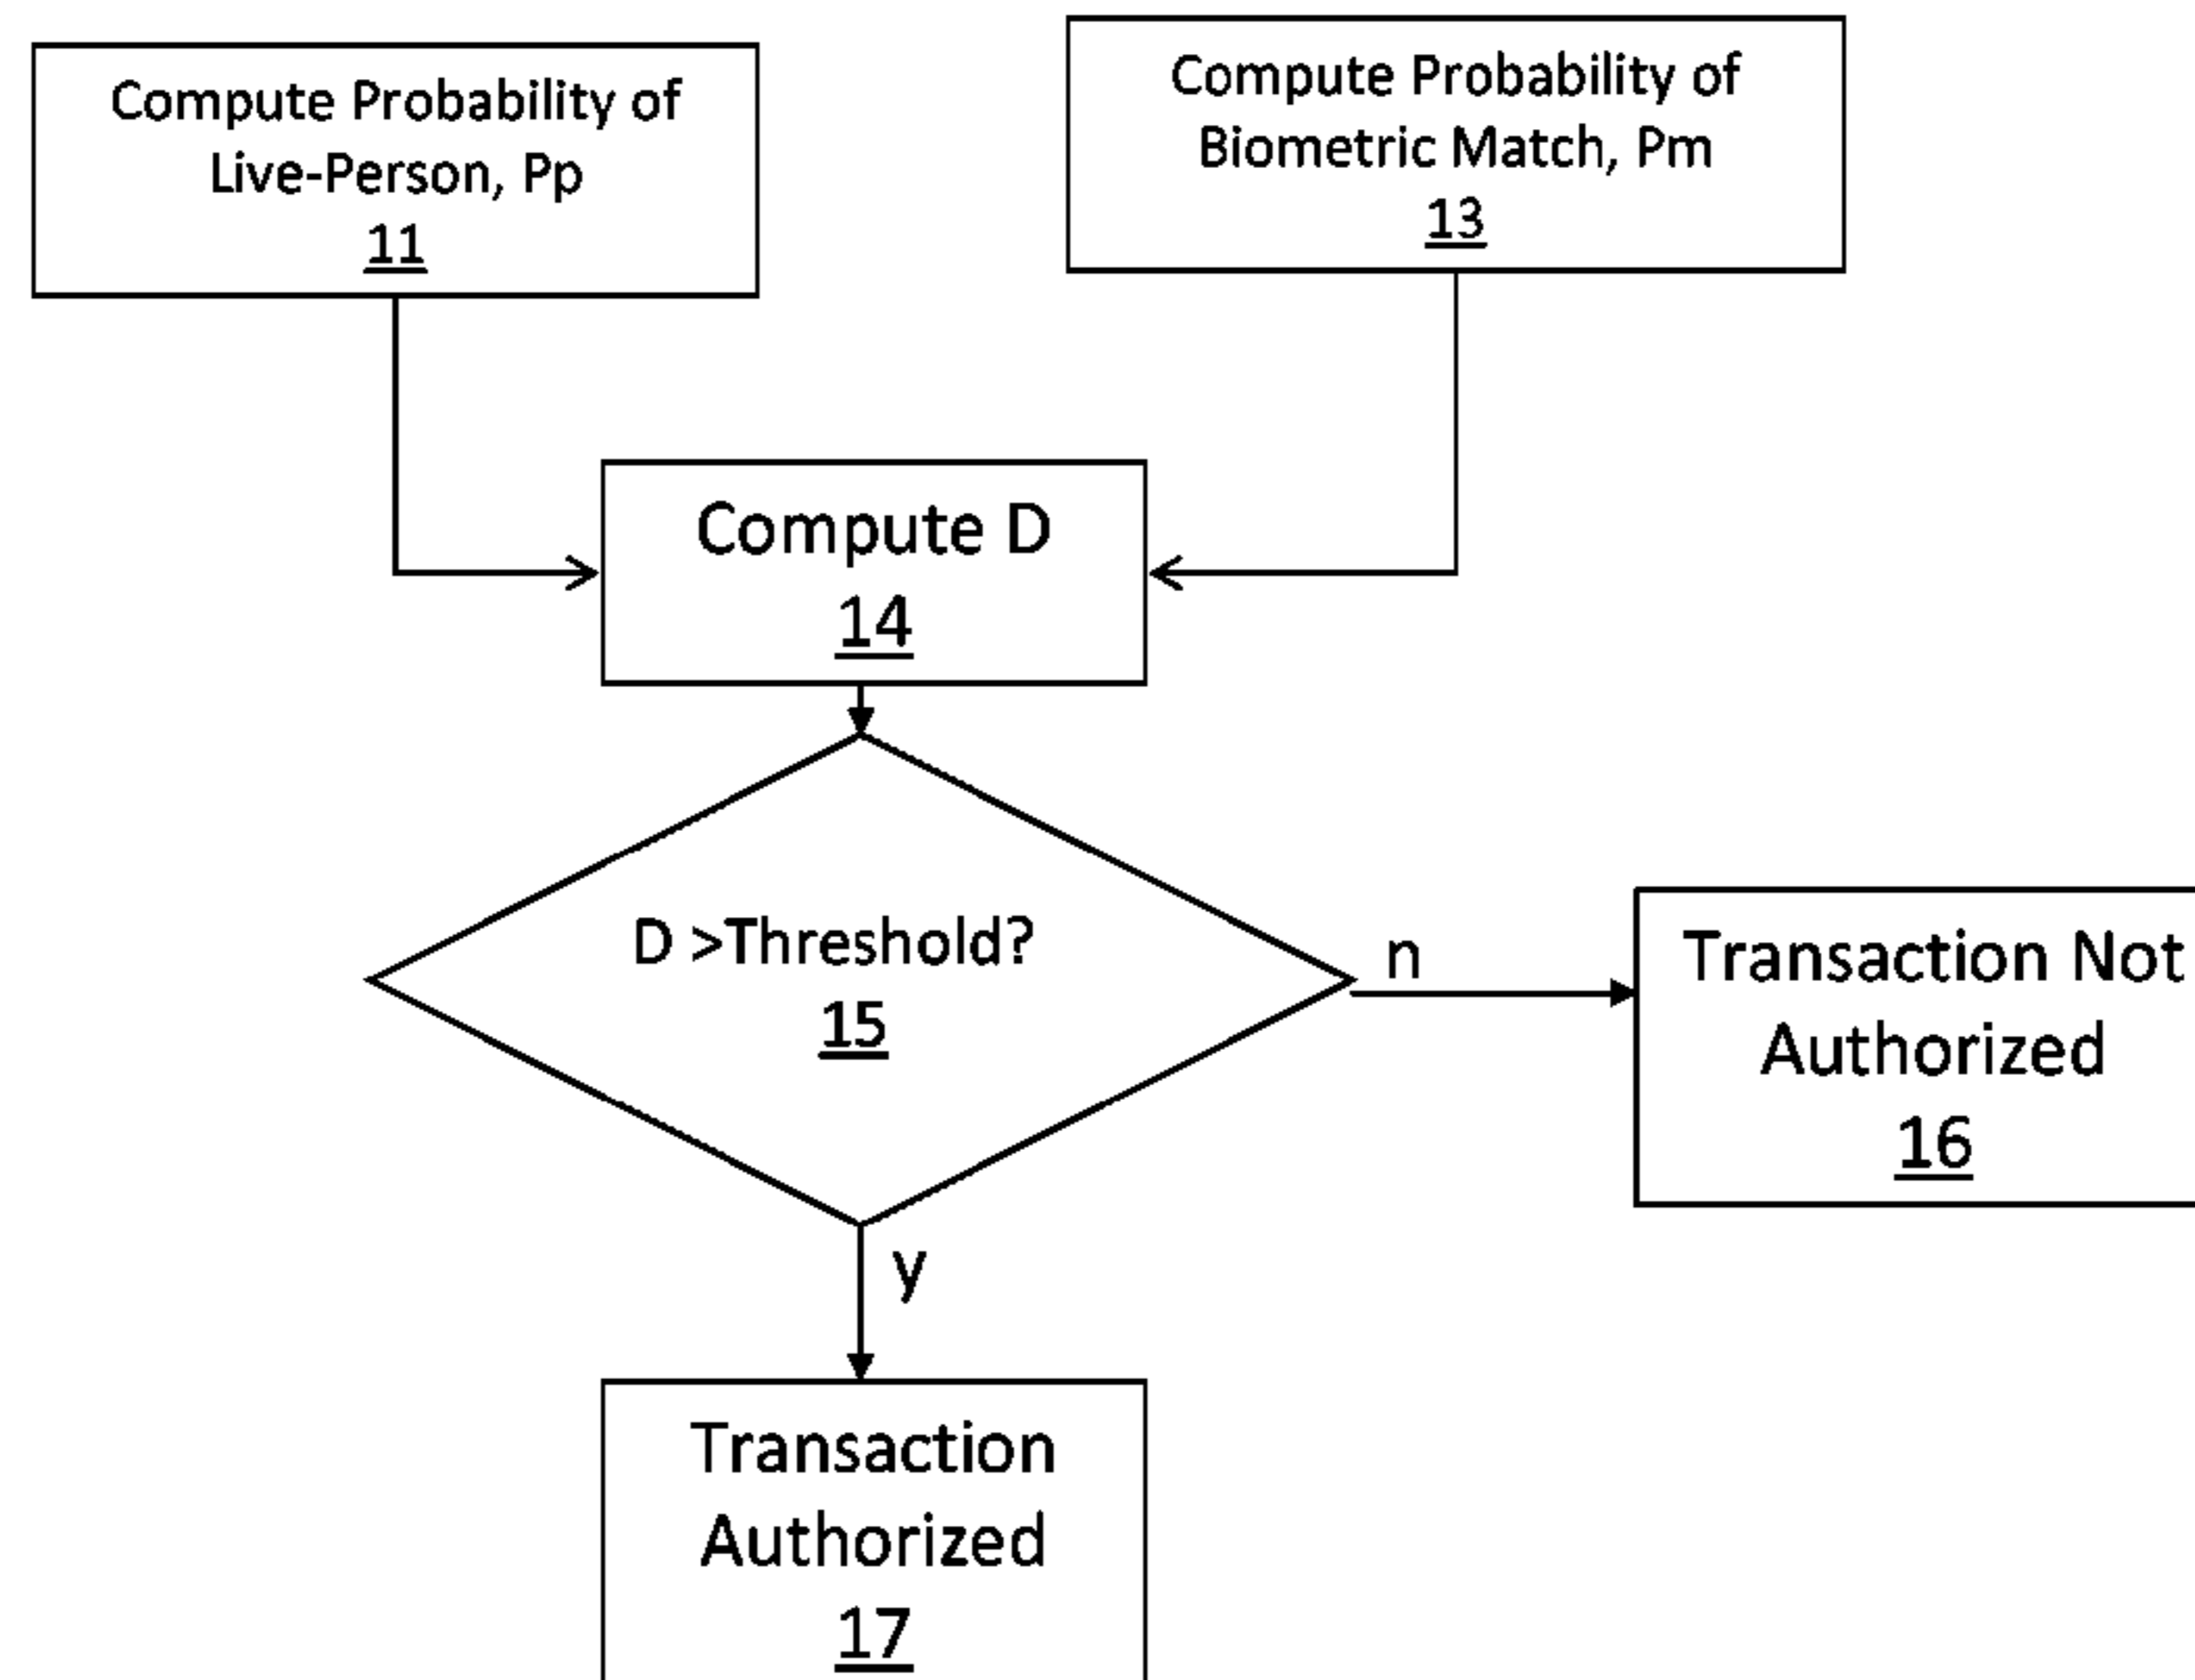 Compute Probability of
Live-Person, Pp
11
Compute Probability of
Biometric Match, Pm
13
Compute D
14
D >Threshold?
15
n
Transaction Not
Authorized
16
y
Transaction
Authorized
17